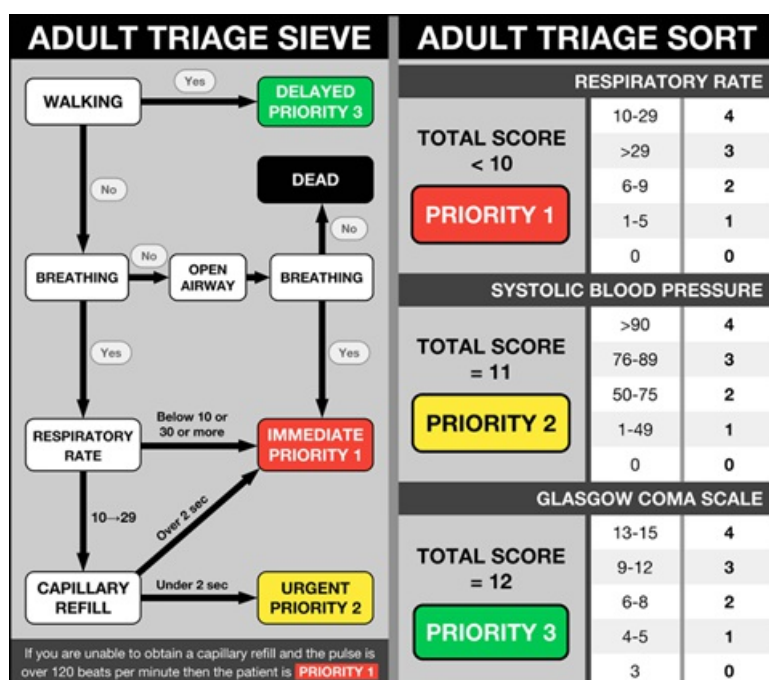 ADULT TRIAGE SIEVE
WALKING
Yes
DELAYED
PRIORITY 3
No
DEAD
No
BREATHING
No
OPEN
AIRWAY
BREATHING
Yes
Yes
RESPIRATORY
RATE
Below 10 or
30 or more
IMMEDIATE
PRIORITY 1
10→29
Over 2 sec
CAPILLARY
REFILL
Under 2 sec
URGENT
PRIORITY 2
If you are unable to obtain a capillary refill and the pulse is
over 120 beats per minute then the patient is PRIORITY 1
ADULT TRIAGE SORT
RESPIRATORY RATE
TOTAL SCORE
< 10
PRIORITY 1
10-29 4
>29 3
6-9 2
1-5 1
0 0
SYSTOLIC BLOOD PRESSURE
TOTAL SCORE
= 11
PRIORITY 2
>90 4
76-89 3
50-75 2
1-49 1
0 0
GLASGOW COMA SCALE
TOTAL SCORE
= 12
PRIORITY 3
13-15 4
9-12 3
6-8 2
4-5 1
3 0